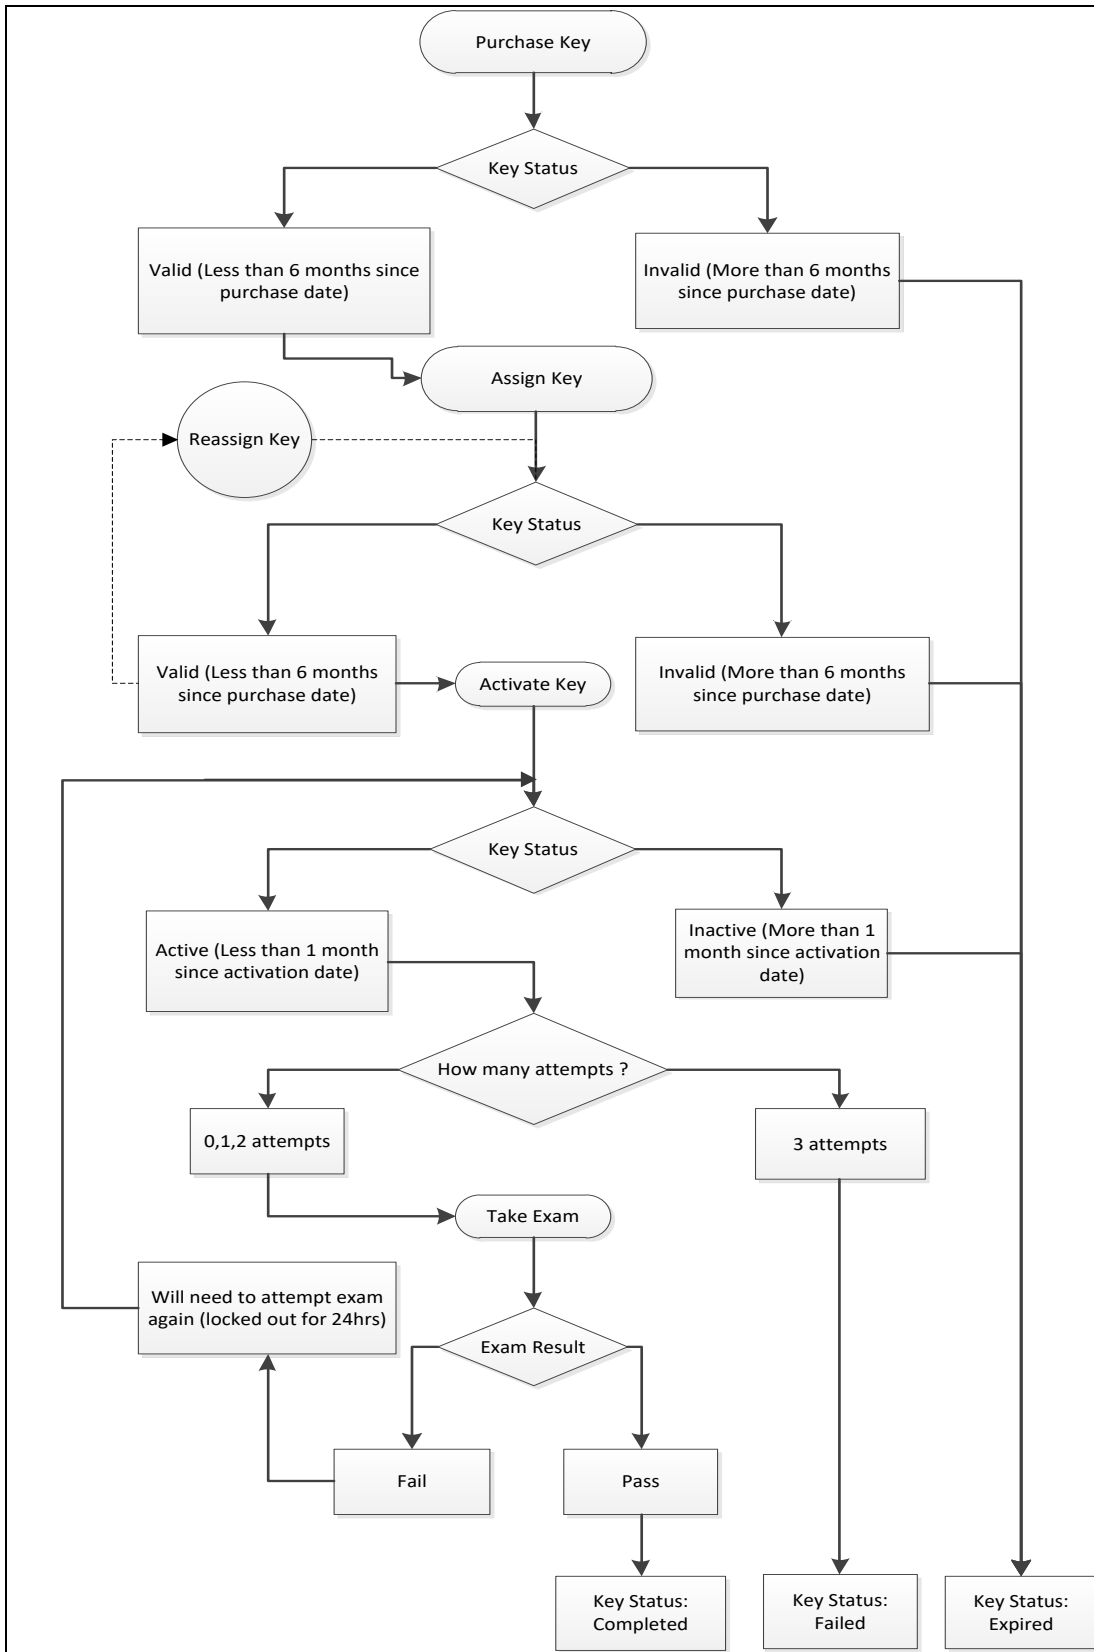 Purchase Key
Key Status
Valid (Less than 6 months since
purchase date)
Invalid (More than 6 months
since purchase date)
Assign Key
Reassign Key
Key Status
Valid (Less than 6 months
since purchase date)
Activate Key
Invalid (More than 6 months
since purchase date)
Key Status
Active (Less than 1 month
since activation date)
Inactive (More than 1
month since activation
date)
How many attempts ?
0,1,2 attempts
3 attempts
Take Exam
Will need to attempt exam
again (locked out for 24hrs)
Exam Result
Fail
Pass
Key Status:
Completed
Key Status:
Failed
Key Status:
Expired